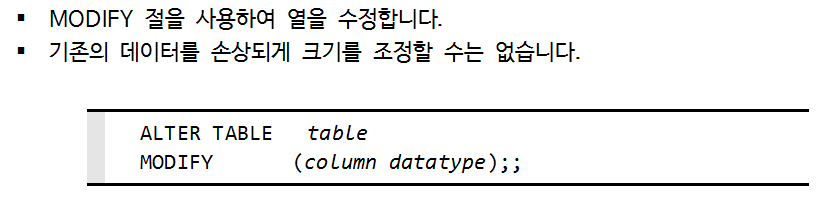 ▪ MODIFY 절을 사용하여 열을 수정합니다.
▪ 기존의 데이터를 손상되게 크기를 조정할 수는 없습니다.
ALTER TABLE table
MODIFY (column datatype);;